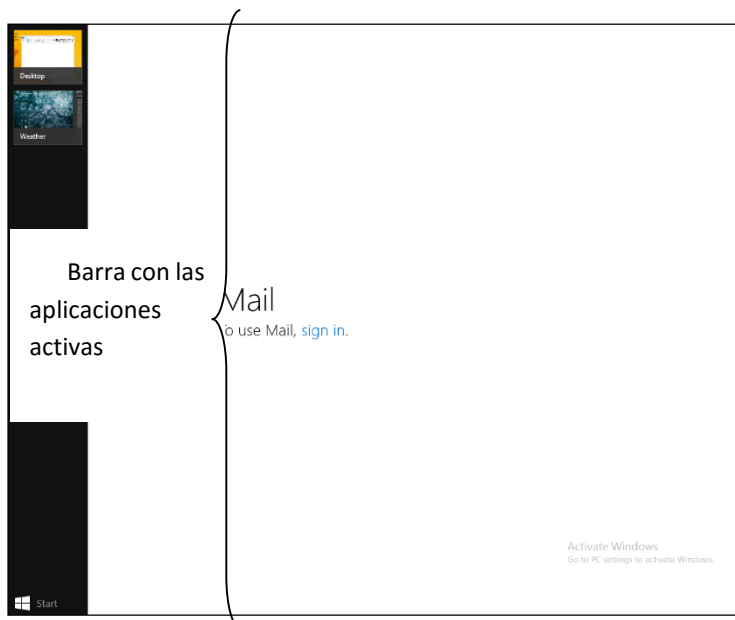 Desktop
Weather
Barra con las
aplicaciones
activas
Mail
o use Mail, sign in.
Activate Windows
Go to PC settings to activate Windows.
Start